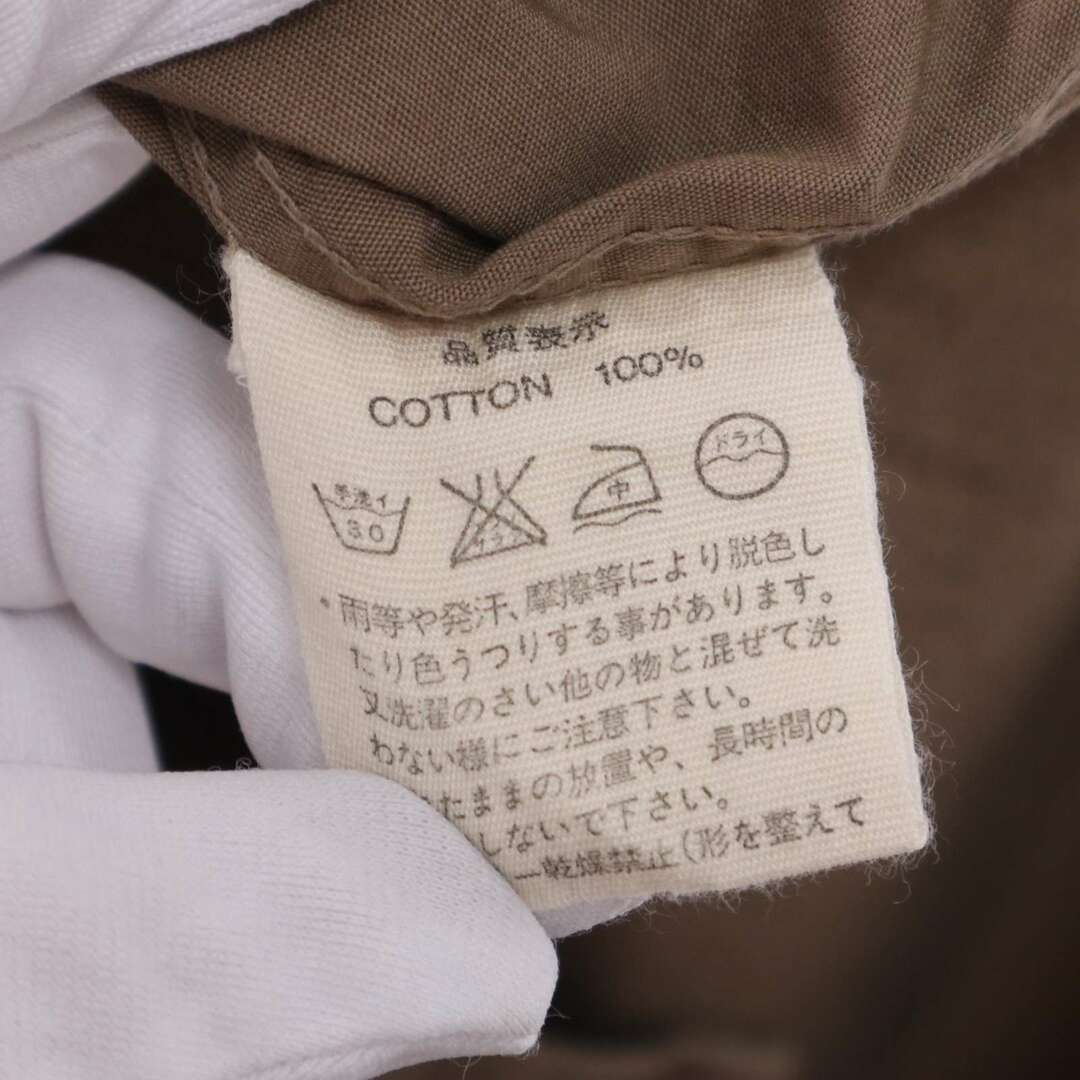 品質表示
COTTON 100%
手洗イ
30
エンソ
中
ドライ
・雨等や発汗、摩擦等により脱色し
たり色うつりする事があります。
又洗濯のさい他の物と混ぜて洗
わない様にご注意下さい。
たままの放置や、長時間の
しないで下さい。
ー乾燥禁止(形を整えて